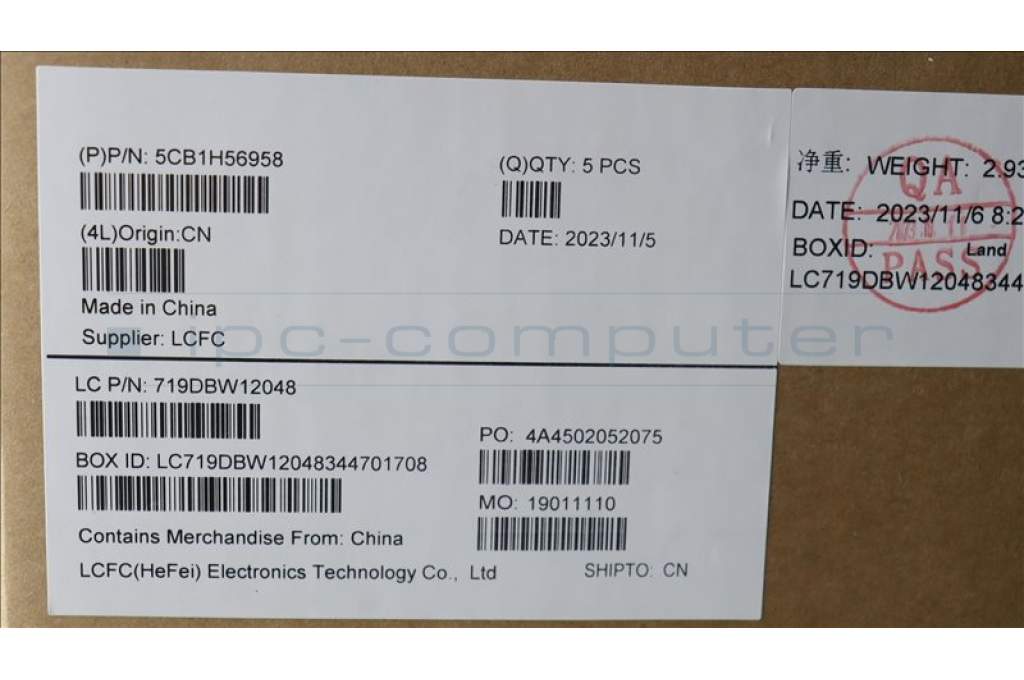 (P)P/N: 5CB1H56958
(Q)QTY: 5 PCS
(4L)Origin:CN
DATE: 2023/11/5
Made in China
Supplier: LCFC
LC P/N: 719DBW12048
PO: 4A4502052075
BOX ID: LC719DBW12048344701708
MO: 19011110
Contains Merchandise From: China
LCFC(HeFei) Electronics Technology Co., Ltd
SHIPTO: CN
净重: WEIGHT: 2.93
DATE: 2023/11/6 8:2
BOXID: Land
LC719DBW12048344
QA
PASS
ipc-computer